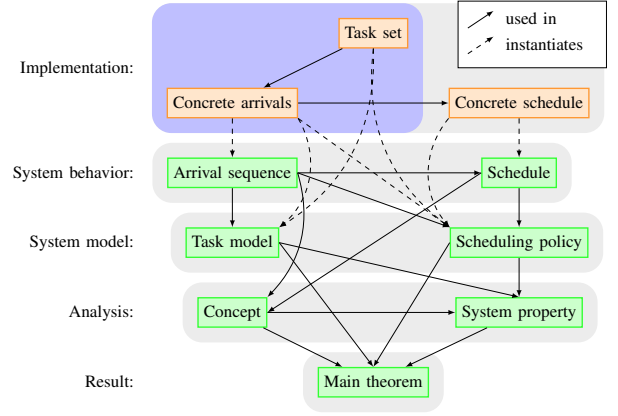 used in
instantiates
Task set
Implementation:
Concrete arrivals
Concrete schedule
System behavior:
Arrival sequence
Schedule
System model:
Task model
Scheduling policy
Analysis:
Concept
System property
Result:
Main theorem